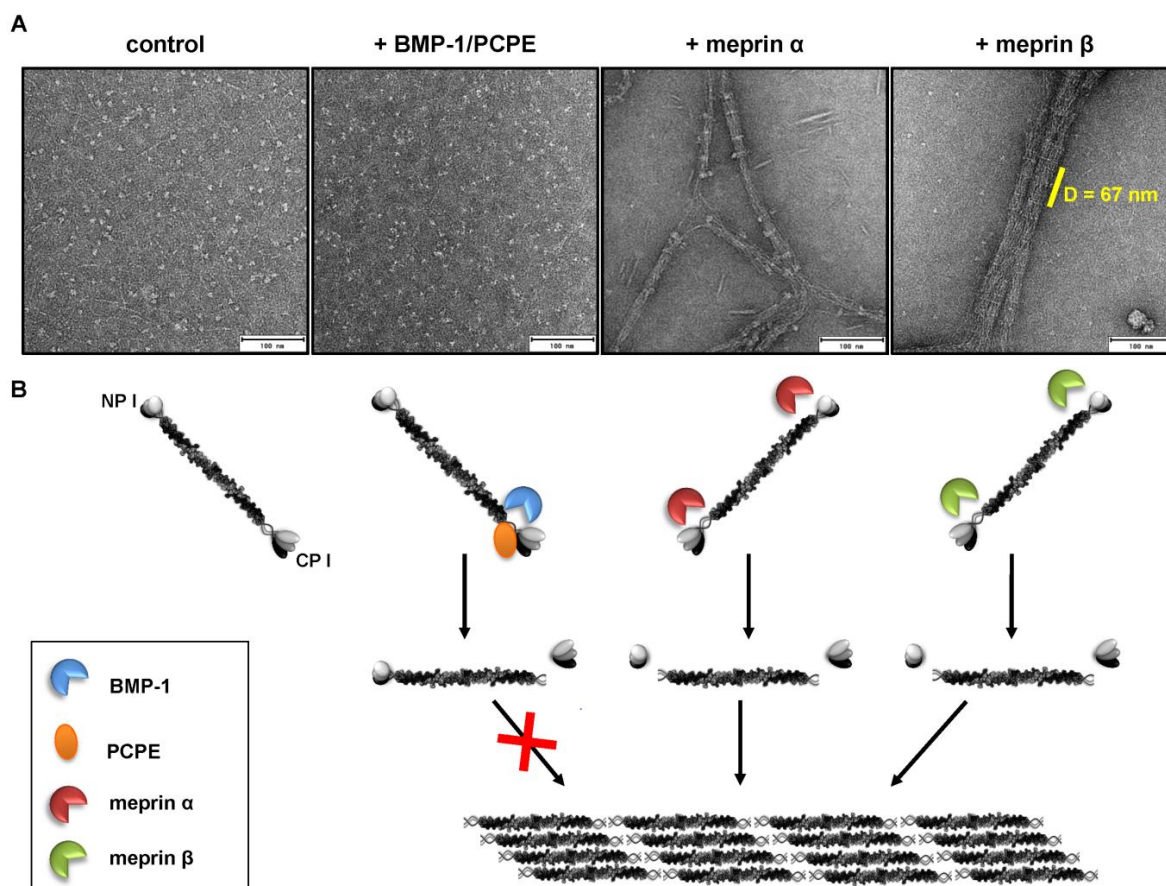 A
control
+ BMP-1/PCPE
+ meprin α
+ meprin β
100 nm
100 nm
100 nm
D = 67 nm
100 nm
B
NP I
CP I
BMP-1
PCPE
meprin α
meprin β